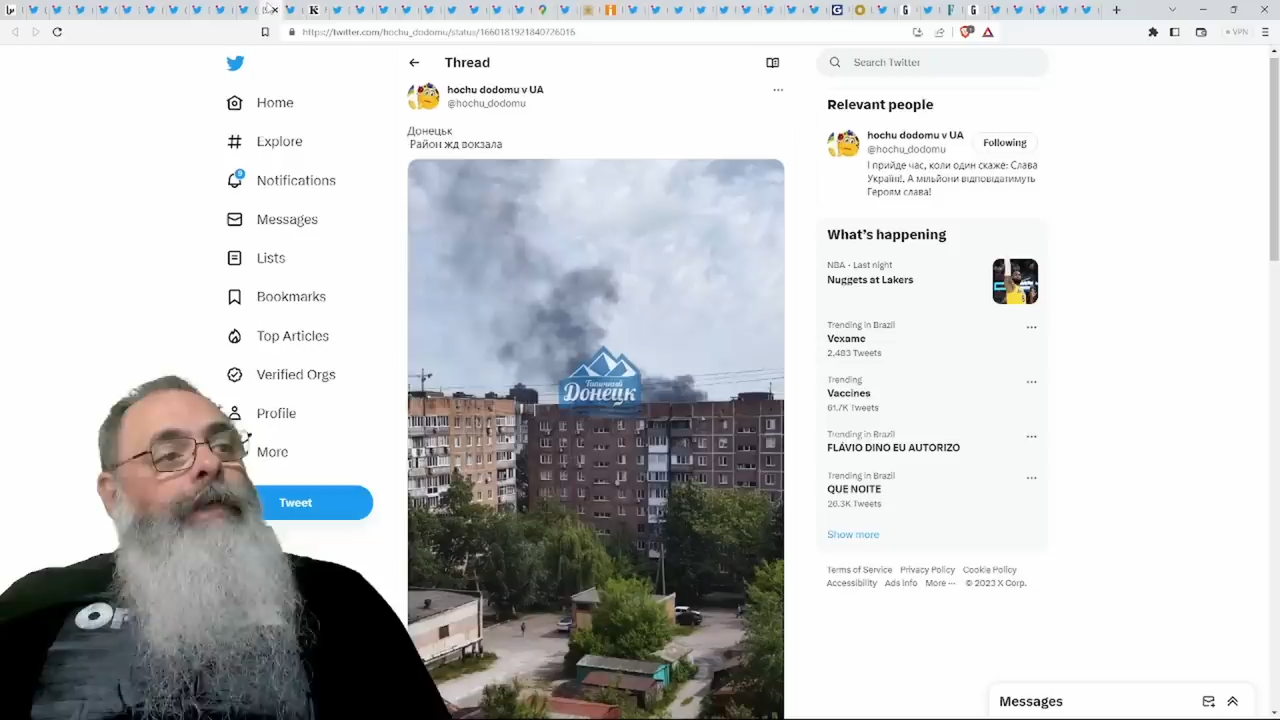 https://twitter.com/hochu_dodomu/status/1660181921840726016
VPN
Home
Explore
9
Notifications
Messages
Lists
Bookmarks
Top Articles
Verified Orgs
Profile
More
Tweet
Thread
hochu dodomu v UA
@hochu_dodomu
Донецьк
Район жд вокзала
Типичный
Донецк
Search Twitter
Relevant people
hochu dodomu v UA
@hochu_dodomu
Following
І прийде час, коли один скаже: Слава
Україні!. А мільйони відповідатимуть
Героям слава!
What's happening
NBA · Last night
Nuggets at Lakers
Trending in Brazil
Vexame
2,483 Tweets
Trending
Vaccines
61.7K Tweets
Trending in Brazil
FLÁVIO DINO EU AUTORIZO
Trending in Brazil
QUE NOITE
26.3K Tweets
Show more
Terms of Service Privacy Policy Cookie Policy
Accessibility Ads info More ··· © 2023 X Corp.
Messages